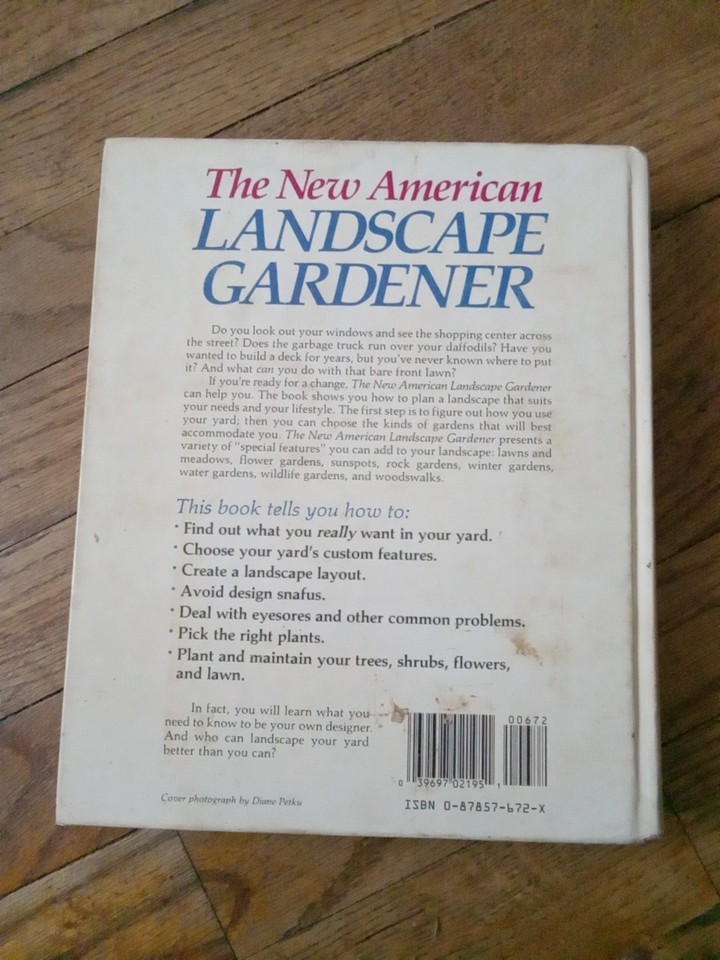 The New American
LANDSCAPE
GARDENER
Do you look out your windows and see the shopping center across
the street? Does the garbage truck run over your daffodils? Have you
wanted to build a deck for years, but you've never known where to put
it? And what can you do with that bare front lawn?
If you're ready for a change, The New American Landscape Gardener
can help you. The book shows you how to plan a landscape that suits
your needs and your lifestyle. The first step is to figure out how you use
your yard; then you can choose the kinds of gardens that will best
accommodate you. The New American Landscape Gardener presents a
variety of "special features" you can add to your landscape: lawns and
meadows, flower gardens, sunspots, rock gardens, winter gardens,
water gardens, wildlife gardens, and woodswalks.
This book tells you how to:
• Find out what you really want in your yard.
• Choose your yard's custom features.
• Create a landscape layout.
• Avoid design snafus.
• Deal with eyesores and other common problems.
• Pick the right plants.
• Plant and maintain your trees, shrubs, flowers,
and lawn.
In fact, you will learn what you
need to know to be your own designer.
And who can landscape your yard
better than you can?
00672
0 39697 02195 1
Cover photograph by Diane Petku
ISBN 0-87857-672-X